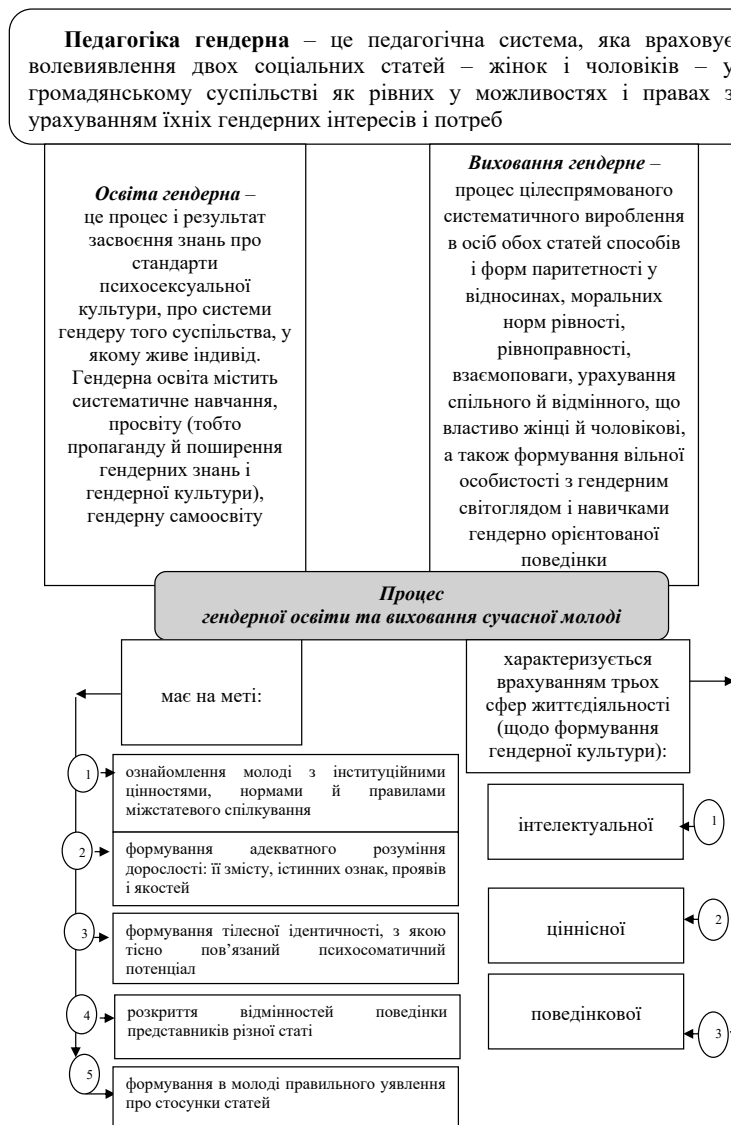 Педагогіка гендерна – це педагогічна система, яка враховує
волевиявлення двох соціальних статей – жінок і чоловіків – у
громадянському суспільстві як рівних у можливостях і правах з
урахуванням їхніх гендерних інтересів і потреб
Освіта гендерна –
це процес і результат
засвоєння знань про
стандарти
психосексуальної
культури, про системи
гендеру того суспільства, у
якому живе індивід.
Гендерна освіта містить
систематичне навчання,
просвіту (тобто
пропаганду й поширення
гендерних знань і
гендерної культури),
гендерну самоосвіту
Виховання гендерне –
процес цілеспрямованого
систематичного вироблення
в осіб обох статей способів
і форм паритетності у
відносинах, моральних
норм рівності,
рівноправності,
взаємоповаги, урахування
спільного й відмінного, що
властиво жінці й чоловікові,
а також формування вільної
особистості з гендерним
світоглядом і навичками
гендерно орієнтованої
поведінки
Процес
гендерної освіти та виховання сучасної молоді
має на меті:
1
ознайомлення молоді з інституційними
цінностями, нормами й правилами
міжстатевого спілкування
2
формування адекватного розуміння
дорослості: її змісту, істинних ознак, проявів
і якостей
3
формування тілесної ідентичності, з якою
тісно пов’язаний психосоматичний
потенціал
4
розкриття відмінностей поведінки
представників різної статі
5
формування в молоді правильного уявлення
про стосунки статей
характеризується
врахуванням трьох
сфер життєдіяльності
(щодо формування
гендерної культури):
інтелектуальної
1
ціннісної
2
поведінкової
3